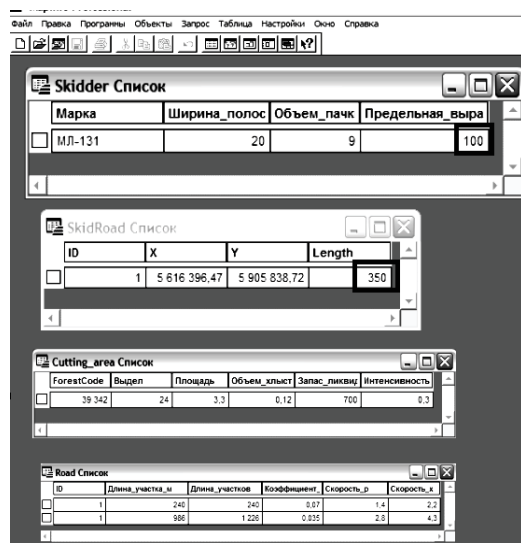 Файл Правка Программы Объекты Запрос Таблица Настройки Окно Справка
Skidder Список
Марка Ширина_полос Объем_пачк Предельная_выра
МЛ-131 20 9 100
SkidRoad Список
ID X Y Length
1 5 616 396,47 5 905 838,72 350
Cutting_area Список
ForestCode Выдел Площадь Объем_хлыст Запас_ликвид Интенсивность
39 342 24 3,3 0,12 700 0,3
Road Список
ID Длина_участка_м Длина_участков Коэффициент_ Скорость_р Скорость_х
1 240 240 0,07 1,4 2,2
1 986 1 226 0,035 2,8 4,3